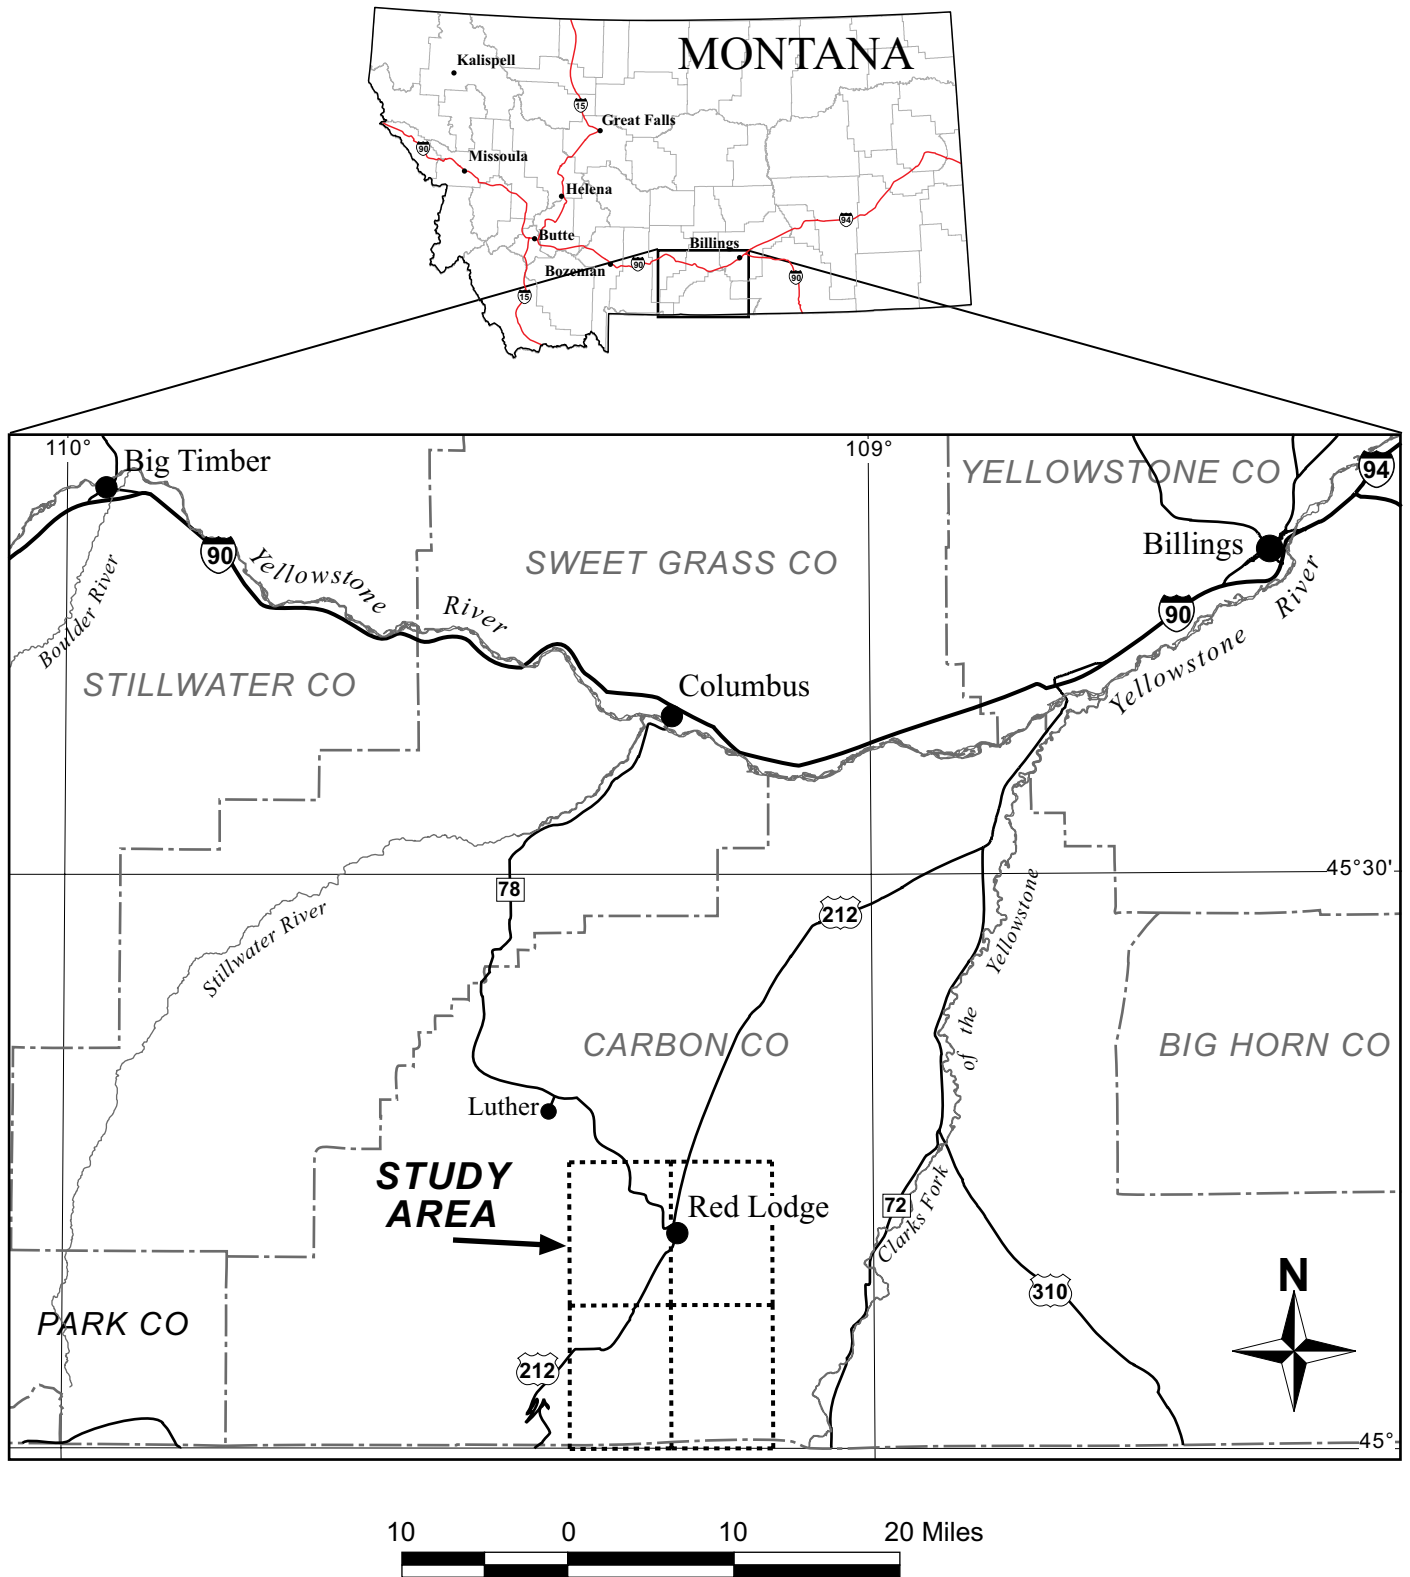 MONTANA
Kalispell
15
Great Falls
90
Missoula
Helena
94
Butte
Billings
Bozeman
90
90
15
110°
109°
Big Timber
YELLOWSTONE CO
94
90
Yellowstone
River
SWEET GRASS CO
Billings
Boulder River
90
Yellowstone
River
STILLWATER CO
Columbus
45°30'
78
212
Stillwater River
Clarks Fork
of the
Yellowstone
CARBON CO
BIG HORN CO
Luther
STUDY
AREA
Red Lodge
72
310
N
PARK CO
212
45°
10 0 10 20 Miles